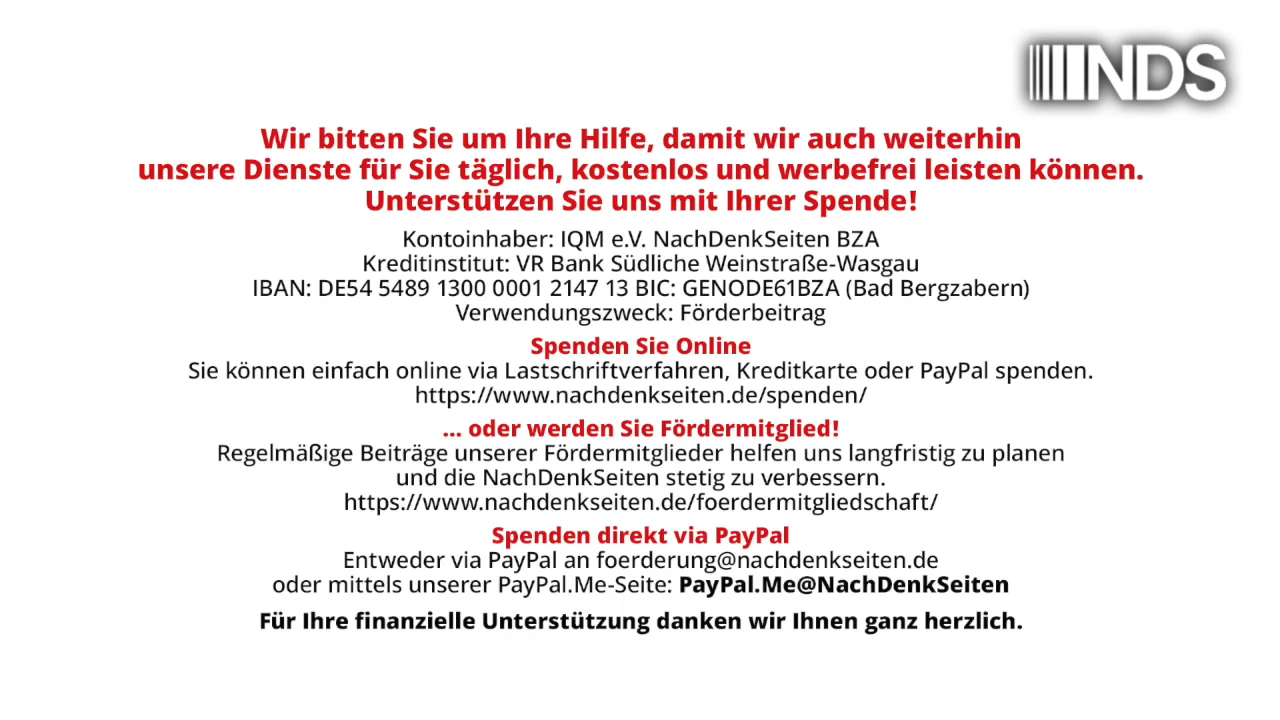 NDS
Wir bitten Sie um Ihre Hilfe, damit wir auch weiterhin
unsere Dienste für Sie täglich, kostenlos und werbefrei leisten können.
Unterstützen Sie uns mit Ihrer Spende!
Kontoinhaber: IQM e.V. NachDenkSeiten BZA
Kreditinstitut: VR Bank Südliche Weinstraße-Wasgau
IBAN: DE54 5489 1300 0001 2147 13 BIC: GENODE61BZA (Bad Bergzabern)
Verwendungszweck: Förderbeitrag
Spenden Sie Online
Sie können einfach online via Lastschriftverfahren, Kreditkarte oder PayPal spenden.
https://www.nachdenkseiten.de/spenden/
... oder werden Sie Fördermitglied!
Regelmäßige Beiträge unserer Fördermitglieder helfen uns langfristig zu planen
und die NachDenkSeiten stetig zu verbessern.
https://www.nachdenkseiten.de/foerdermitgliedschaft/
Spenden direkt via PayPal
Entweder via PayPal an foerderung@nachdenkseiten.de
oder mittels unserer PayPal.Me-Seite: PayPal.Me@NachDenkSeiten
Für Ihre finanzielle Unterstützung danken wir Ihnen ganz herzlich.